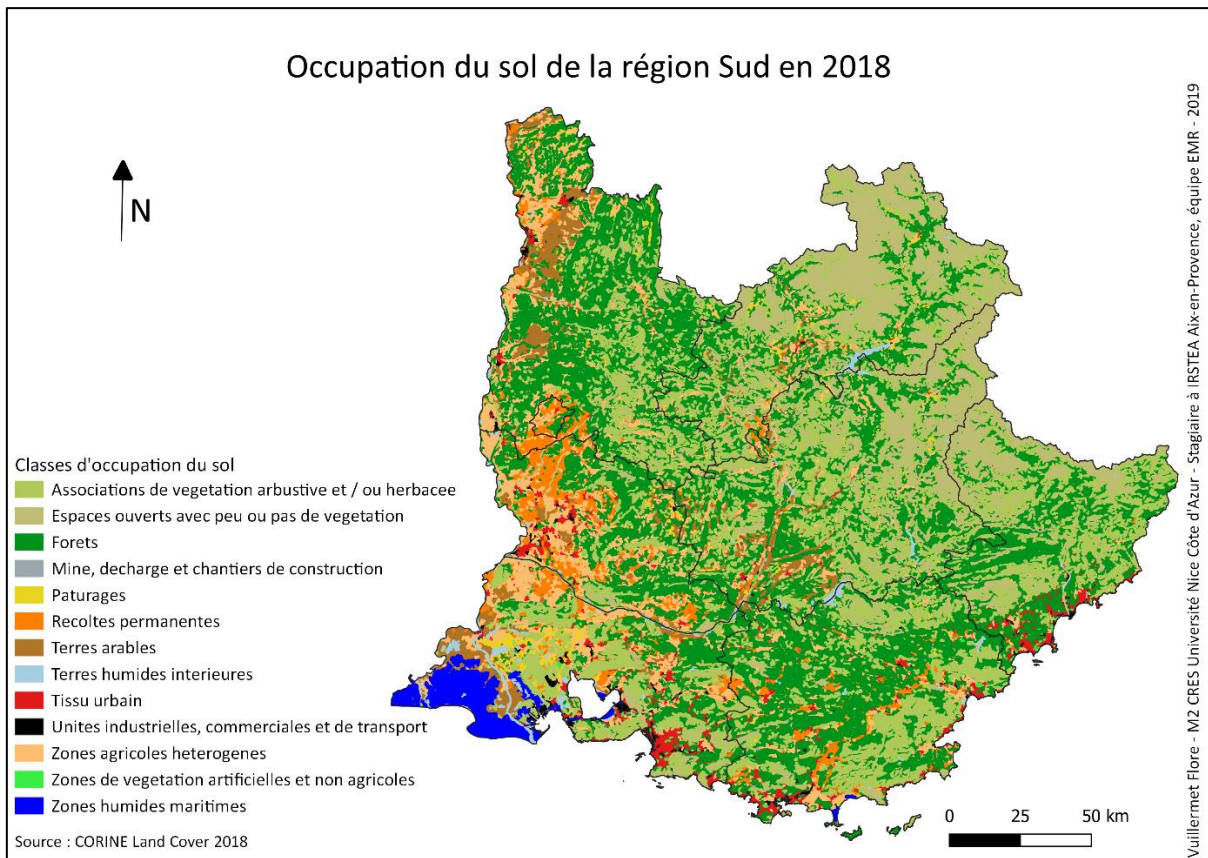 Occupation du sol de la région Sud en 2018
N
Classes d'occupation du sol
Associations de vegetation arbustive et / ou herbacee
Espaces ouverts avec peu ou pas de vegetation
Forets
Mine, decharge et chantiers de construction
Paturages
Recoltes permanentes
Terres arables
Terres humides interieures
Tissu urbain
Unites industrielles, commerciales et de transport
Zones agricoles heterogenes
Zones de vegetation artificielles et non agricoles
Zones humides maritimes
Source : CORINE Land Cover 2018
0 25 50 km
Vuillermet Flore - M2 CRES Université Nice Côte d'Azur - Stagiaire à IRSTEA Aix-en-Provence, équipe EMR - 2019